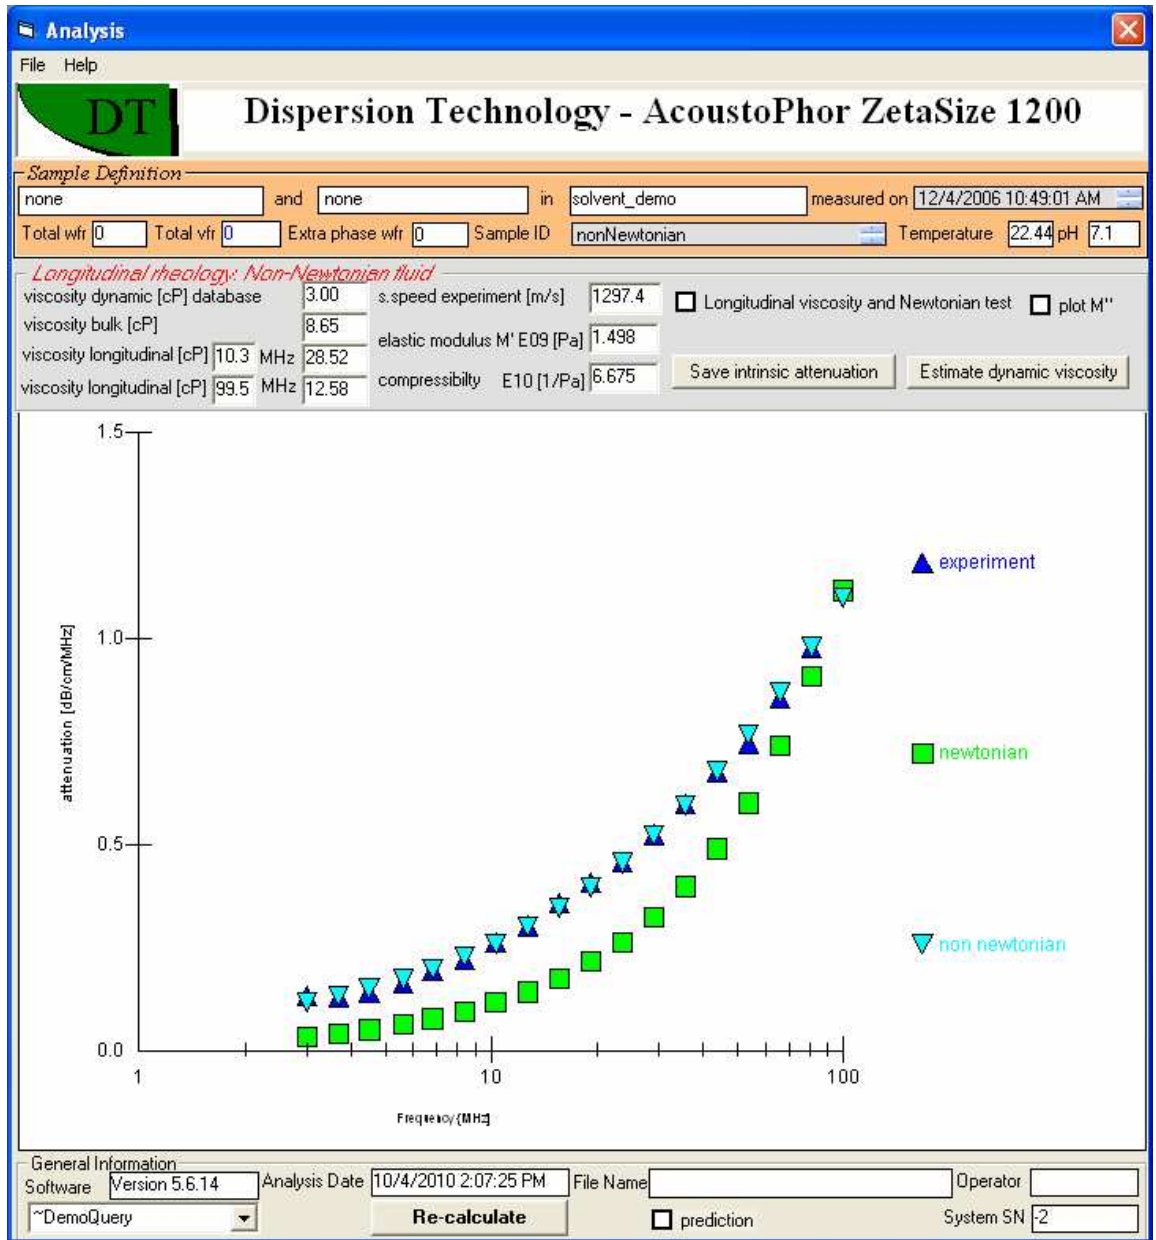 Analysis
File Help
DT Dispersion Technology - AcoustoPhor ZetaSize 1200
Sample Definition
none and none in solvent_demo measured on 12/4/2006 10:49:01 AM
Total wfr 0 Total vfr 0 Extra phase wfr 0 Sample ID nonNewtonian Temperature 22.44 pH 7.1
Longitudinal rheology: Non-Newtonian fluid
viscosity dynamic [cP] database 3.00 s.speed experiment [m/s] 1297.4 Longitudinal viscosity and Newtonian test plot M''
viscosity bulk [cP] 8.65 elastic modulus M' E09 [Pa] 1.498
viscosity longitudinal [cP] 10.3 MHz 28.52 compressibilty E10 [1/Pa] 6.675 Save intrinsic attenuation Estimate dynamic viscosity
viscosity longitudinal [cP] 99.5 MHz 12.58
1.5
experiment
1.0
attenuation [dB/cm/MHz]
newtonian
0.5
non newtonian
0.0
1 10 100
Frequency [MHz]
General Information
Software Version 5.6.14 Analysis Date 10/4/2010 2:07:25 PM File Name Operator
~DemoQuery Re-calculate prediction System SN -2